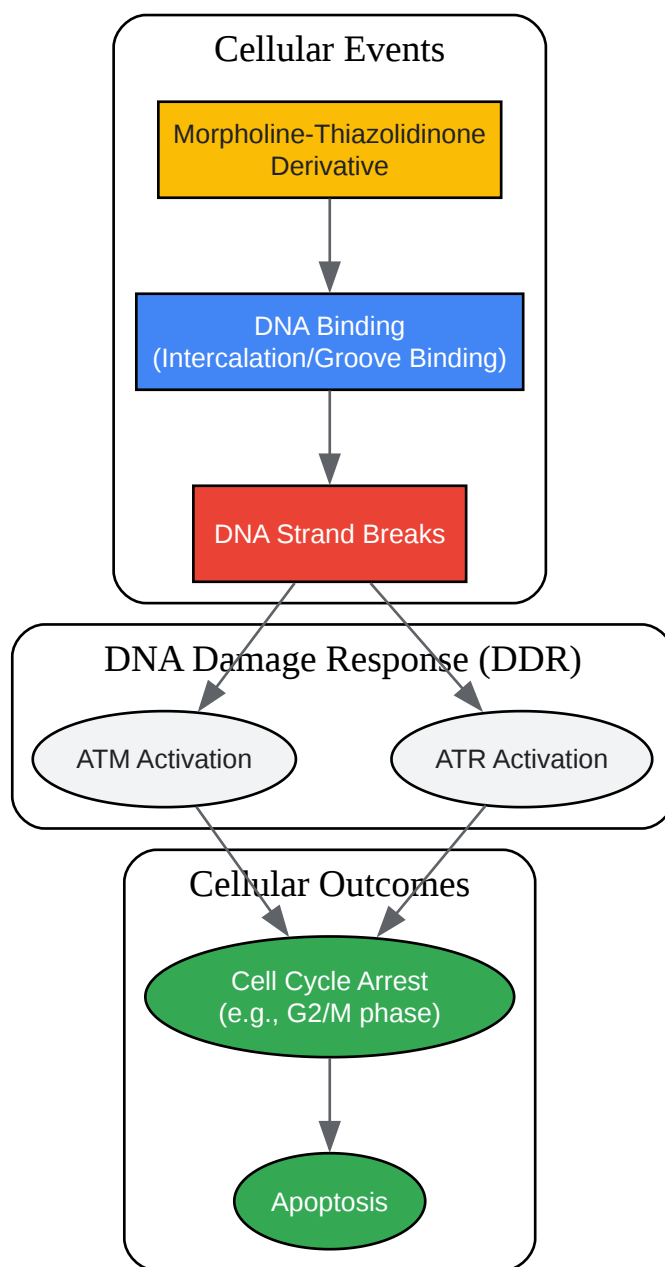 Cellular Events
Morpholine-Thiazolidinone
Derivative
DNA Binding
(Intercalation/Groove Binding)
DNA Strand Breaks
DNA Damage Response (DDR)
ATM Activation
ATR Activation
Cellular Outcomes
Cell Cycle Arrest
(e.g., G2/M phase)
Apoptosis